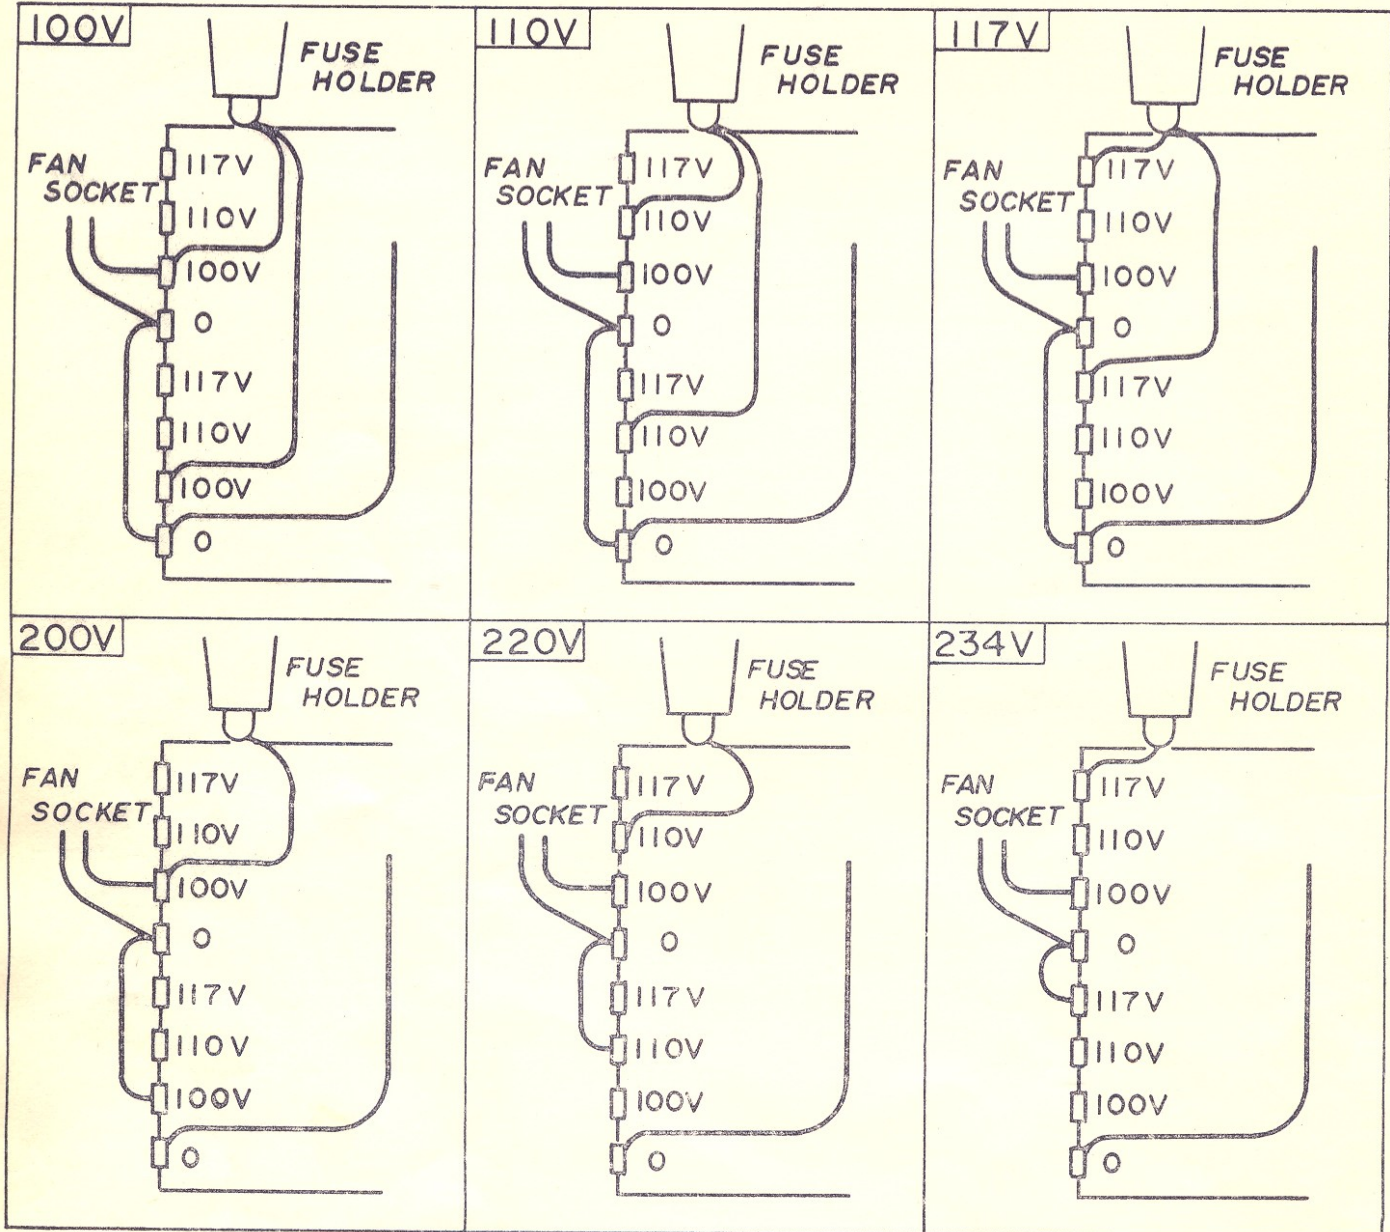 100V
FUSE
HOLDER
FAN
SOCKET
117V
110V
100V
0
117V
110V
100V
0
110V
FUSE
HOLDER
FAN
SOCKET
117V
110V
100V
0
117V
110V
100V
0
117V
FUSE
HOLDER
FAN
SOCKET
117V
110V
100V
0
117V
110V
100V
0
200V
FUSE
HOLDER
FAN
SOCKET
117V
110V
100V
0
117V
110V
100V
0
220V
FUSE
HOLDER
FAN
SOCKET
117V
110V
100V
0
117V
110V
100V
0
234V
FUSE
HOLDER
FAN
SOCKET
117V
110V
100V
0
117V
110V
100V
0